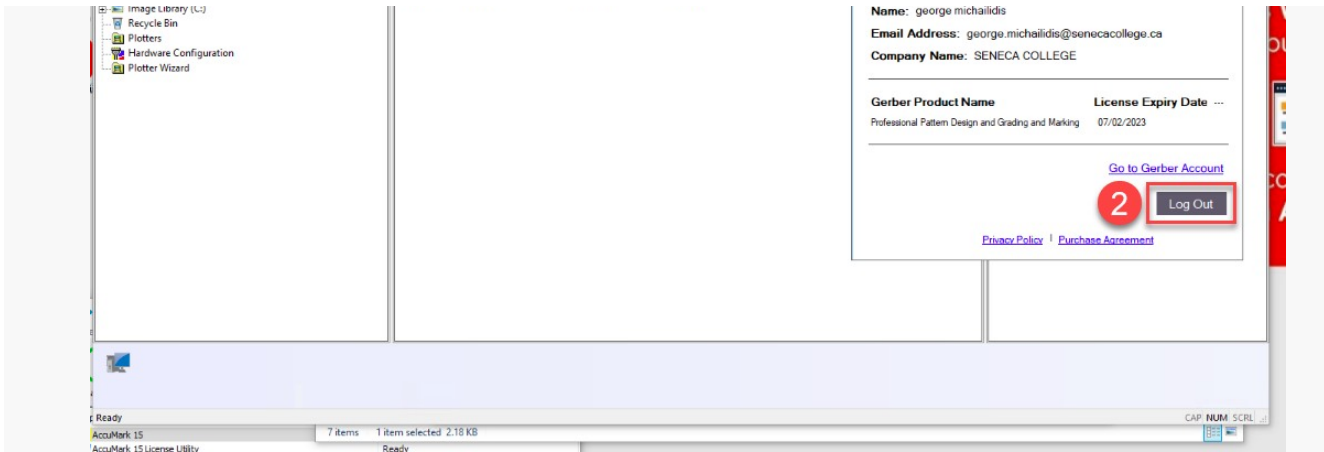 Image Library (C:)
Recycle Bin
Plotters
Hardware Configuration
Plotter Wizard
Name: george michailidis
Email Address: george.michailidis@senecacollege.ca
Company Name: SENECA COLLEGE
Gerber Product Name License Expiry Date ...
Professional Pattern Design and Grading and Marking 07/02/2023
Go to Gerber Account
2 Log Out
Privacy Policy | Purchase Agreement
Ready CAP NUM SCRL
AccuMark 15 7 items 1 item selected 2.18 KB
AccuMark 15 License Utility Ready